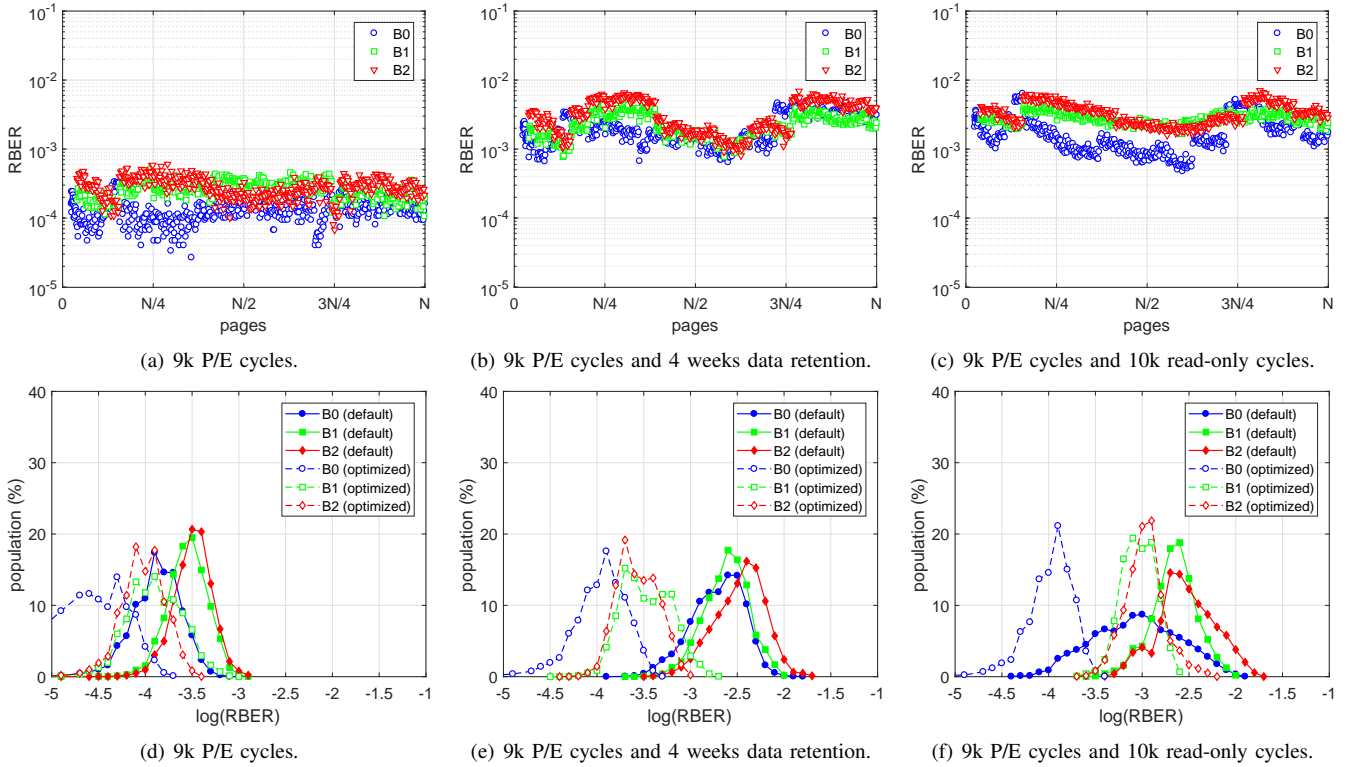 10^-1
10^-2
10^-3
10^-4
10^-5
RBER
B0
B1
B2
0
N/4
N/2
3N/4
N
pages
(a) 9k P/E cycles.
10^-1
10^-2
10^-3
10^-4
10^-5
RBER
B0
B1
B2
0
N/4
N/2
3N/4
N
pages
(b) 9k P/E cycles and 4 weeks data retention.
10^-1
10^-2
10^-3
10^-4
10^-5
RBER
B0
B1
B2
0
N/4
N/2
3N/4
N
pages
(c) 9k P/E cycles and 10k read-only cycles.
40
30
20
10
0
population (%)
B0 (default)
B1 (default)
B2 (default)
B0 (optimized)
B1 (optimized)
B2 (optimized)
-5
-4.5
-4
-3.5
-3
-2.5
-2
-1.5
-1
log(RBER)
(d) 9k P/E cycles.
40
30
20
10
0
population (%)
B0 (default)
B1 (default)
B2 (default)
B0 (optimized)
B1 (optimized)
B2 (optimized)
-5
-4.5
-4
-3.5
-3
-2.5
-2
-1.5
-1
log(RBER)
(e) 9k P/E cycles and 4 weeks data retention.
40
30
20
10
0
population (%)
B0 (default)
B1 (default)
B2 (default)
B0 (optimized)
B1 (optimized)
B2 (optimized)
-5
-4.5
-4
-3.5
-3
-2.5
-2
-1.5
-1
log(RBER)
(f) 9k P/E cycles and 10k read-only cycles.